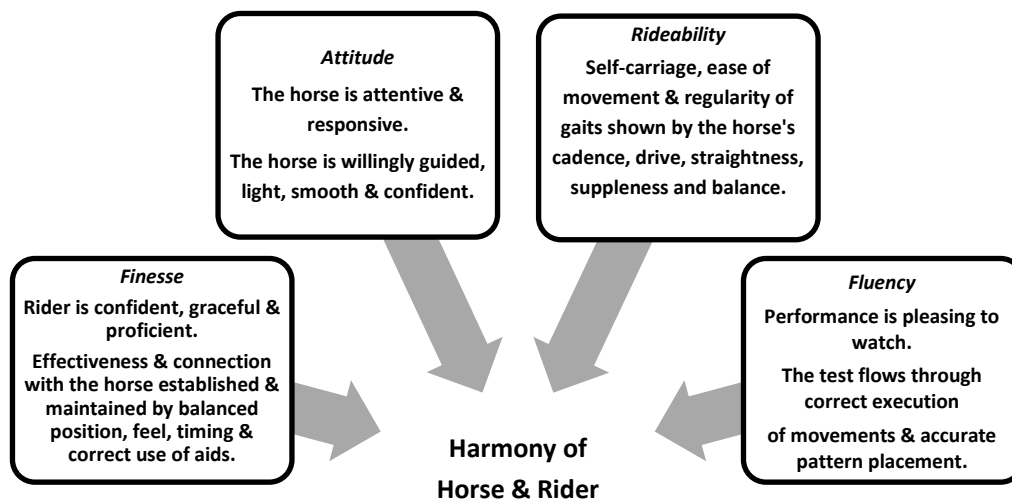 Attitude
The horse is attentive &
responsive.
The horse is willingly guided,
light, smooth & confident.
Rideability
Self-carriage, ease of
movement & regularity of
gaits shown by the horse's
cadence, drive, straightness,
suppleness and balance.
Finesse
Rider is confident, graceful &
proficient.
Effectiveness & connection
with the horse established &
maintained by balanced
position, feel, timing &
correct use of aids.
Fluency
Performance is pleasing to
watch.
The test flows through
correct execution
of movements & accurate
pattern placement.
Harmony of
Horse & Rider